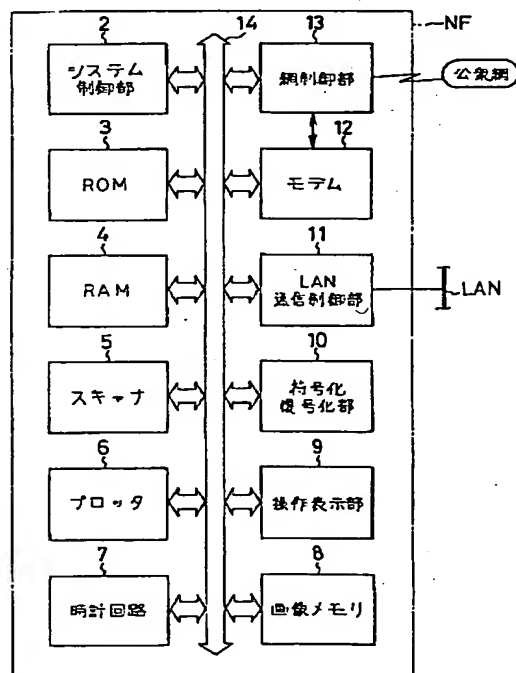 NF
2
システム
制御部
3
ROM
4
RAM
5
スキャナ
6
プロッタ
7
時計回路
14
13
網制御部
公衆網
12
モデム
11
LAN
送信制御部
LAN
10
符号化
復号化部
9
操作表示部
8
画像メモリ